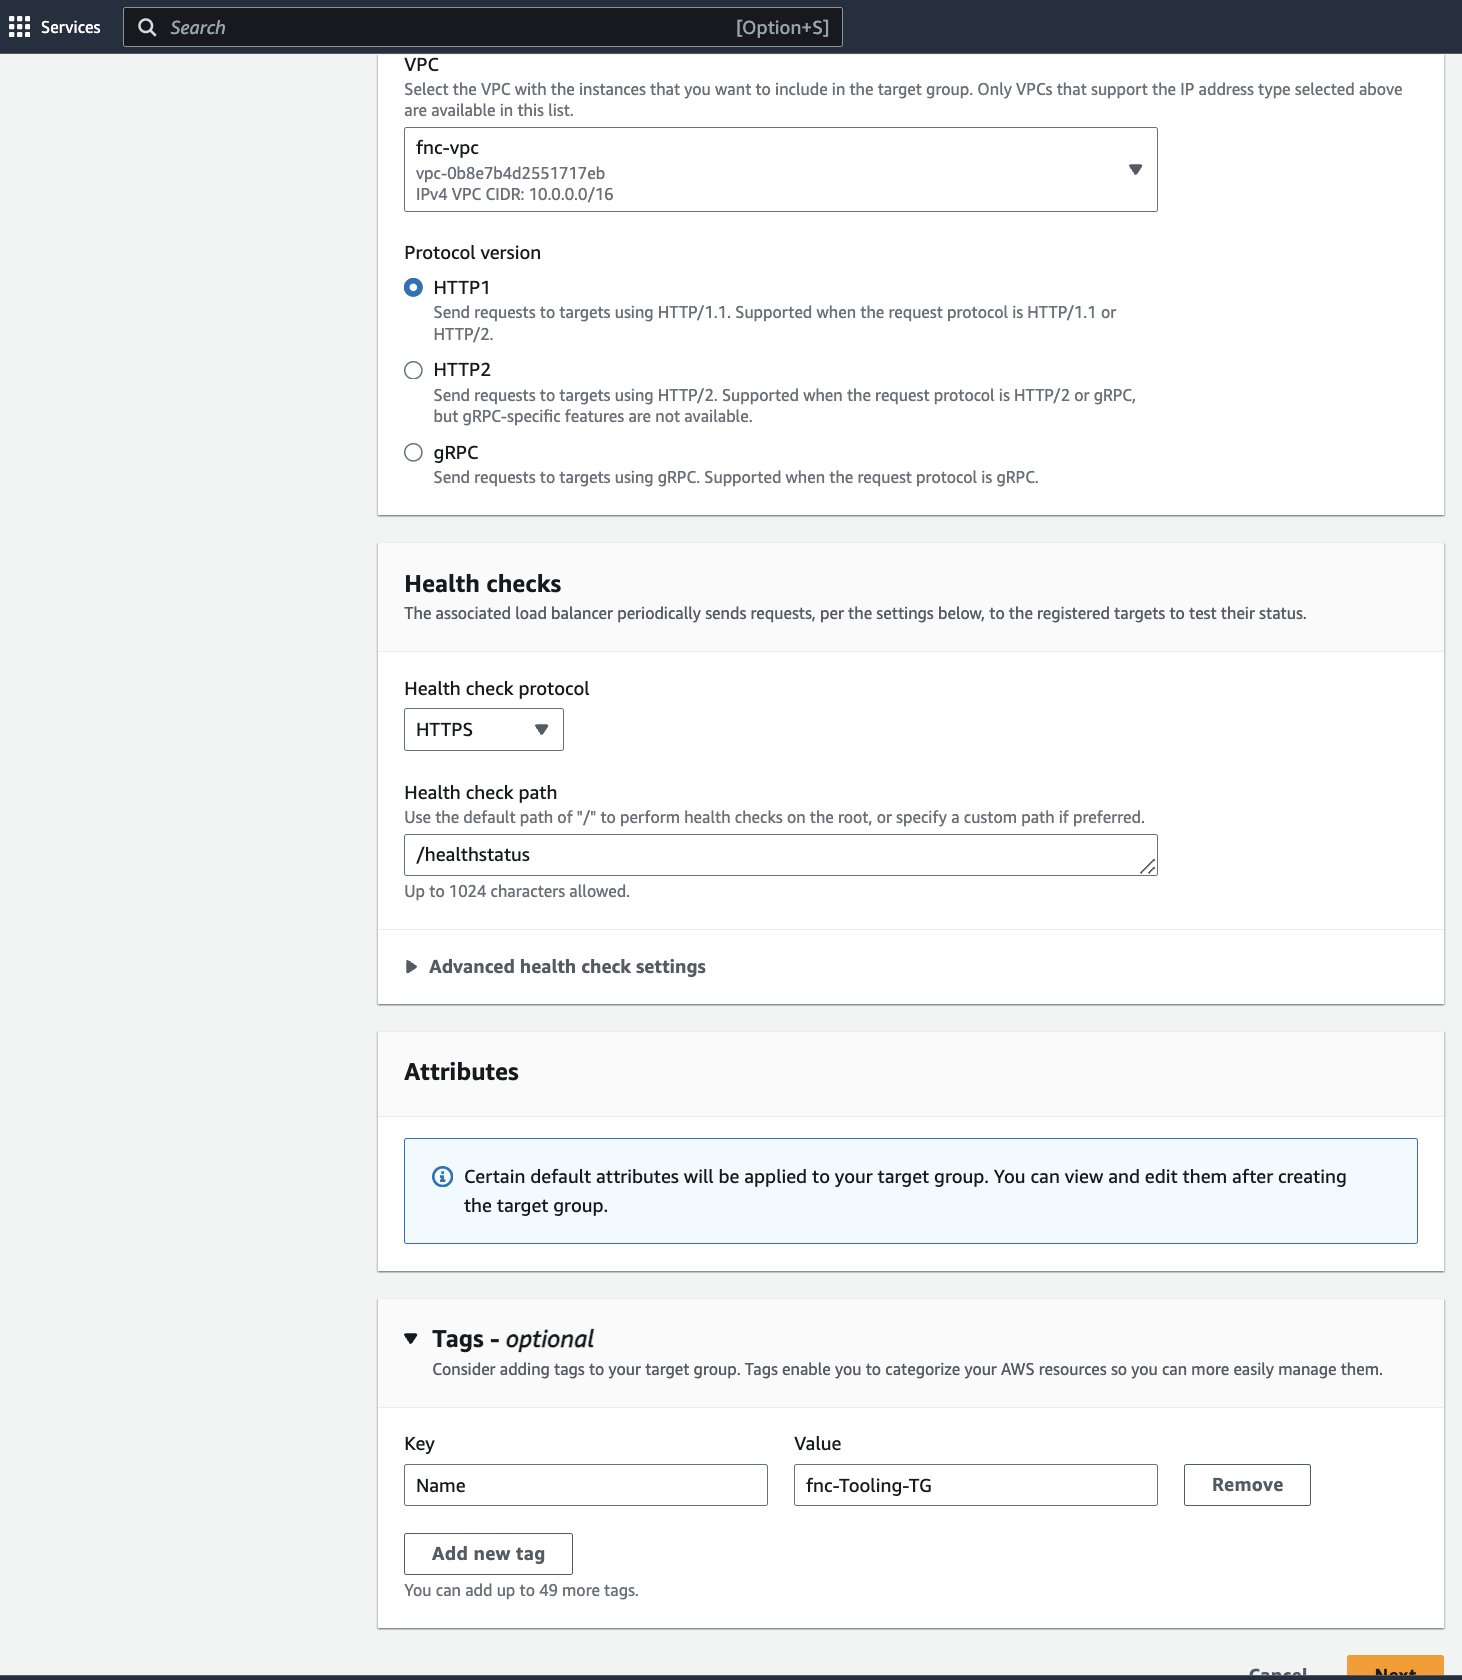 Services
Search
[Option+S]
VPC
Select the VPC with the instances that you want to include in the target group. Only VPCs that support the IP address type selected above
are available in this list.
fnc-vpc
vpc-0b8e7b4d2551717eb
IPv4 VPC CIDR: 10.0.0.0/16
Protocol version
HTTP1
Send requests to targets using HTTP/1.1. Supported when the request protocol is HTTP/1.1 or
HTTP/2.
HTTP2
Send requests to targets using HTTP/2. Supported when the request protocol is HTTP/2 or gRPC,
but gRPC-specific features are not available.
gRPC
Send requests to targets using gRPC. Supported when the request protocol is gRPC.
Health checks
The associated load balancer periodically sends requests, per the settings below, to the registered targets to test their status.
Health check protocol
HTTPS
Health check path
Use the default path of "/" to perform health checks on the root, or specify a custom path if preferred.
/healthstatus
Up to 1024 characters allowed.
Advanced health check settings
Attributes
Certain default attributes will be applied to your target group. You can view and edit them after creating
the target group.
Tags - optional
Consider adding tags to your target group. Tags enable you to categorize your AWS resources so you can more easily manage them.
Key
Value
Name
fnc-Tooling-TG
Remove
Add new tag
You can add up to 49 more tags.
Cancel
Next